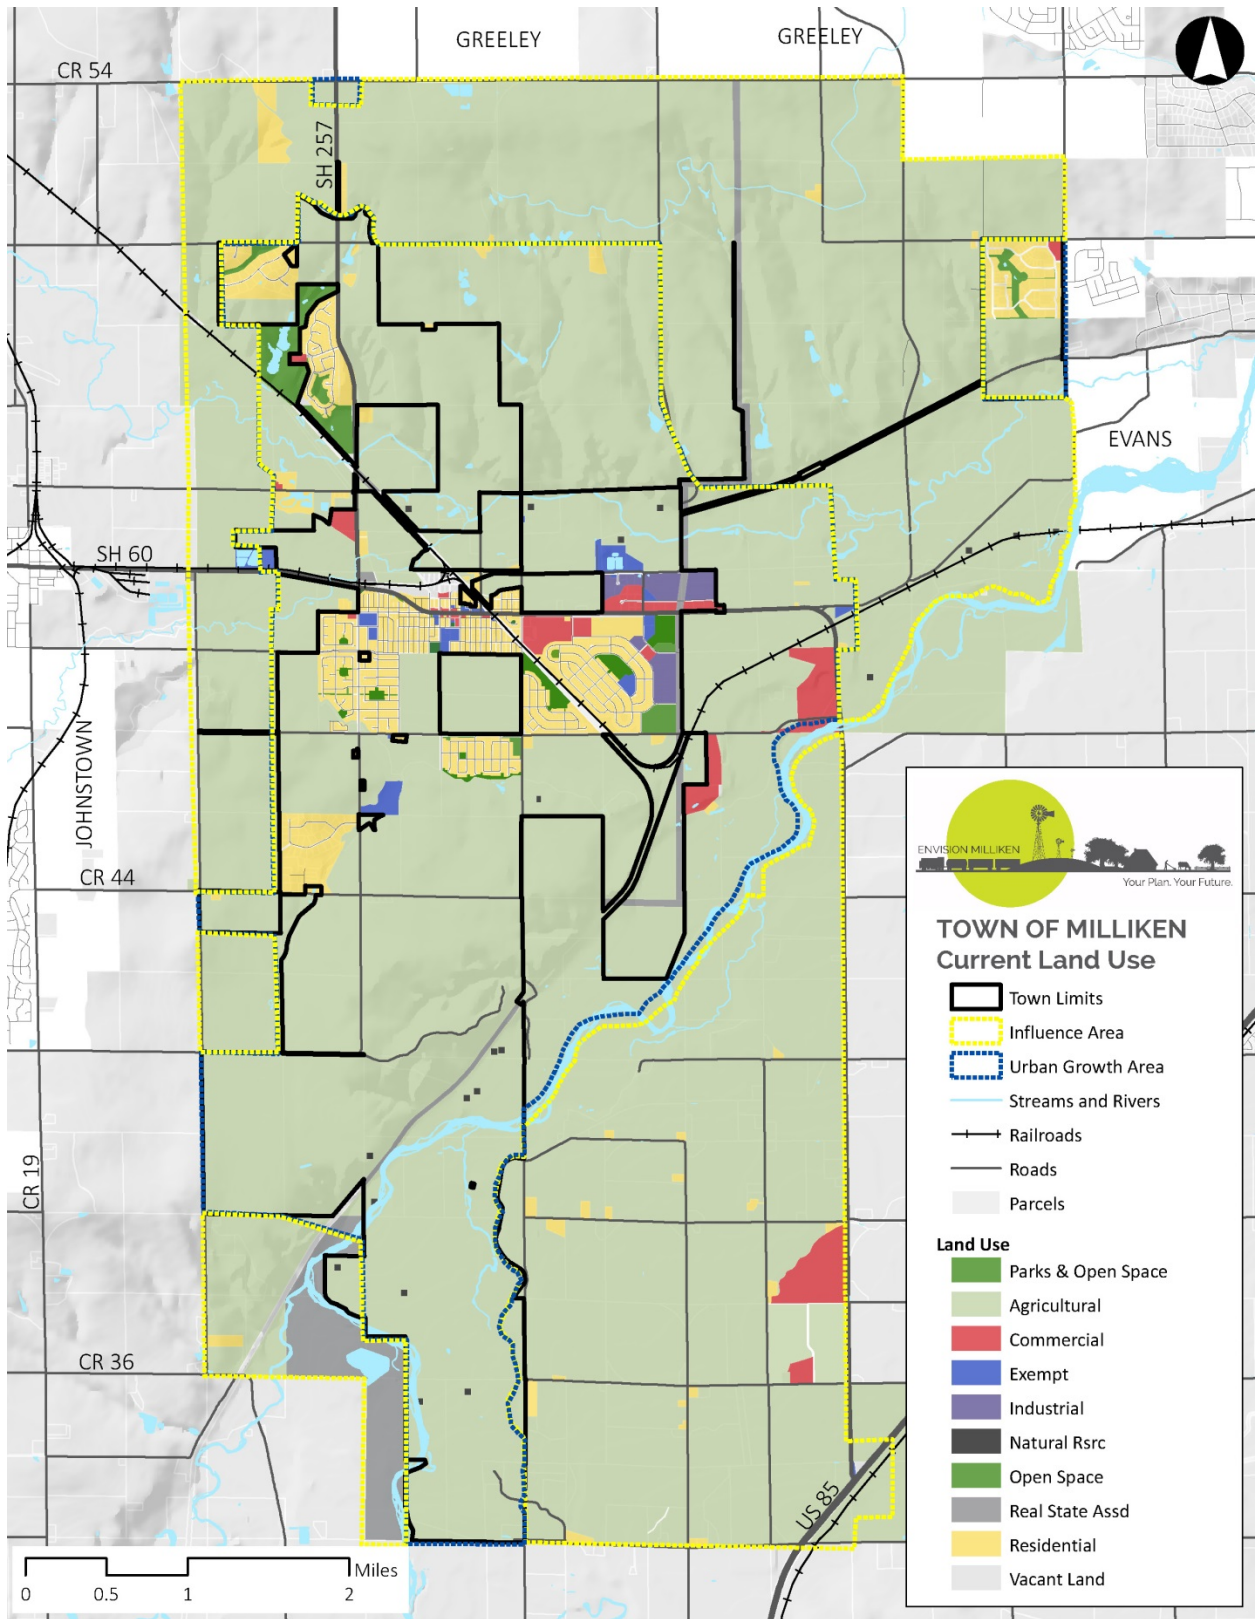 GREELEY
GREELEY
CR 54
SH 257
EVANS
SH 60
JOHNSTOWN
CR 44
CR 19
CR 36
US 85
ENVISION MILLIKEN
Your Plan. Your Future.
TOWN OF MILLIKEN
Current Land Use
Town Limits
Influence Area
Urban Growth Area
Streams and Rivers
Railroads
Roads
Parcels
Land Use
Parks & Open Space
Agricultural
Commercial
Exempt
Industrial
Natural Rsrc
Open Space
Real State Assd
Residential
Vacant Land
Miles
0 0.5 1 2